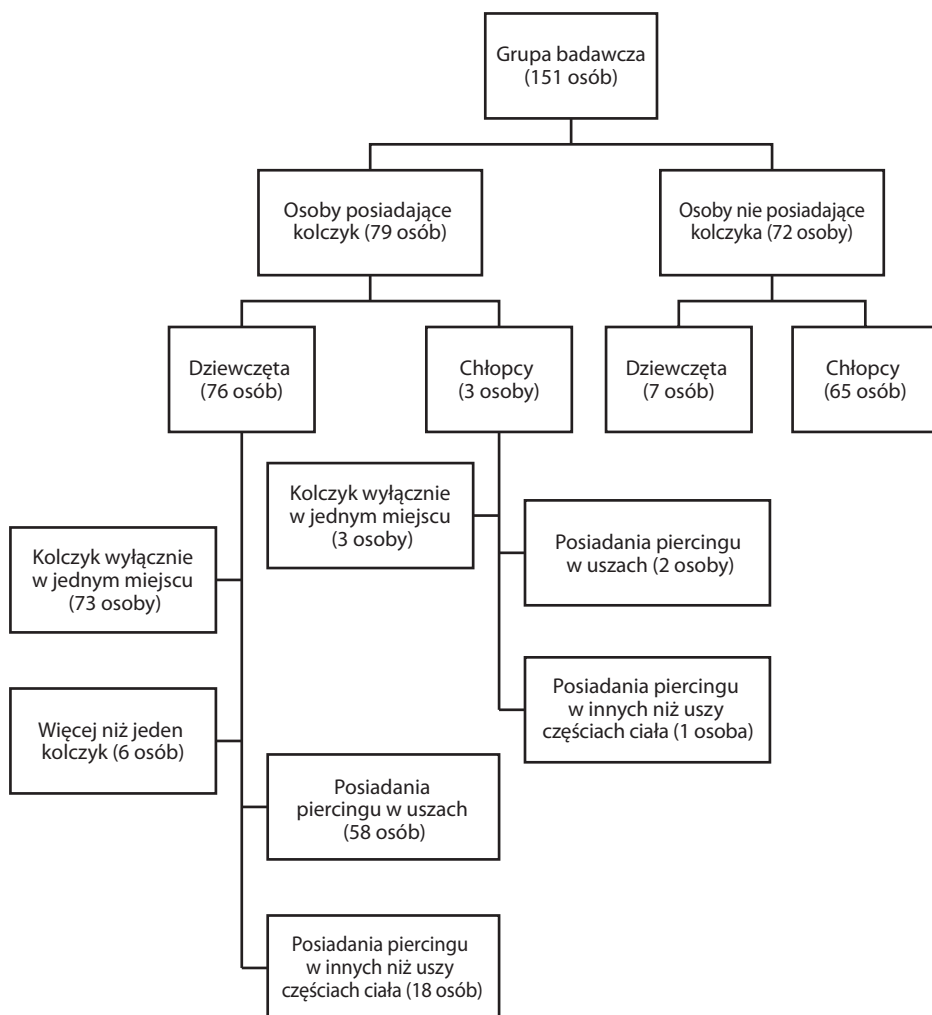 Grupa badawcza
(151 osób)
Osoby posiadające
kolczyk (79 osób)
Osoby nie posiadające
kolczyka (72 osoby)
Dziewczęta
(76 osób)
Chłopcy
(3 osoby)
Dziewczęta
(7 osób)
Chłopcy
(65 osób)
Kolczyk wyłącznie
w jednym miejscu
(3 osoby)
Posiadania piercingu
w uszach (2 osoby)
Kolczyk wyłącznie
w jednym miejscu
(73 osoby)
Posiadania piercingu
w innych niż uszy
częściach ciała (1 osoba)
Więcej niż jeden
kolczyk (6 osób)
Posiadania
piercingu w uszach
(58 osób)
Posiadania piercingu
w innych niż uszy
częściach ciała (18 osób)